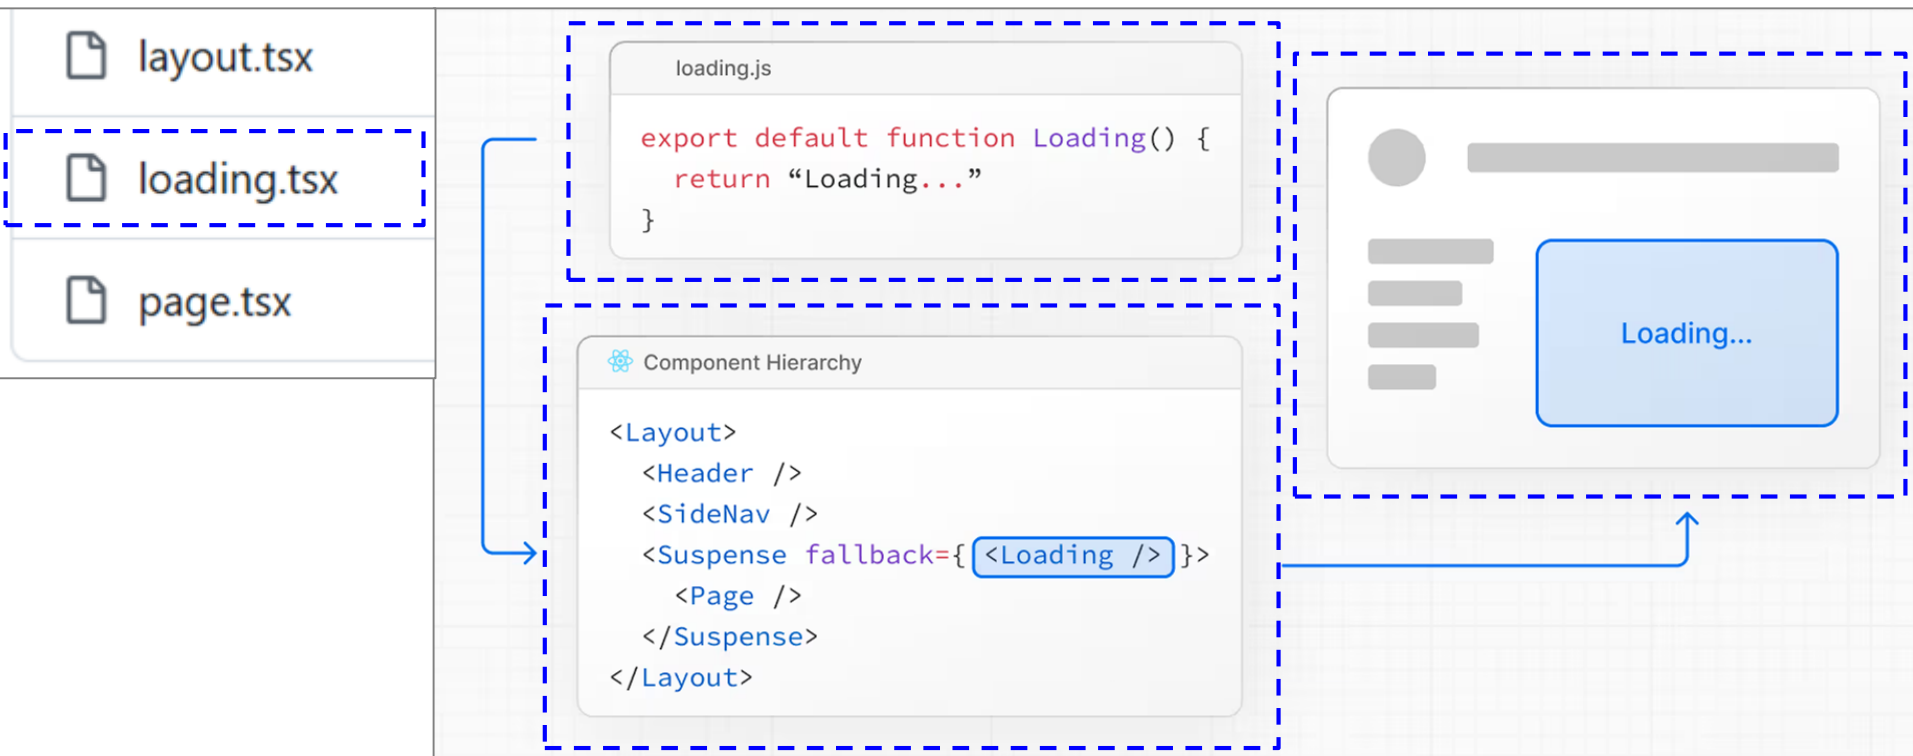 layout.tsx
loading.tsx
page.tsx
loading.js
export default function Loading() {
return “Loading...”
}
Component Hierarchy
<Layout>
<Header />
<SideNav />
<Suspense fallback={ <Loading /> }>
<Page />
</Suspense>
</Layout>
Loading...